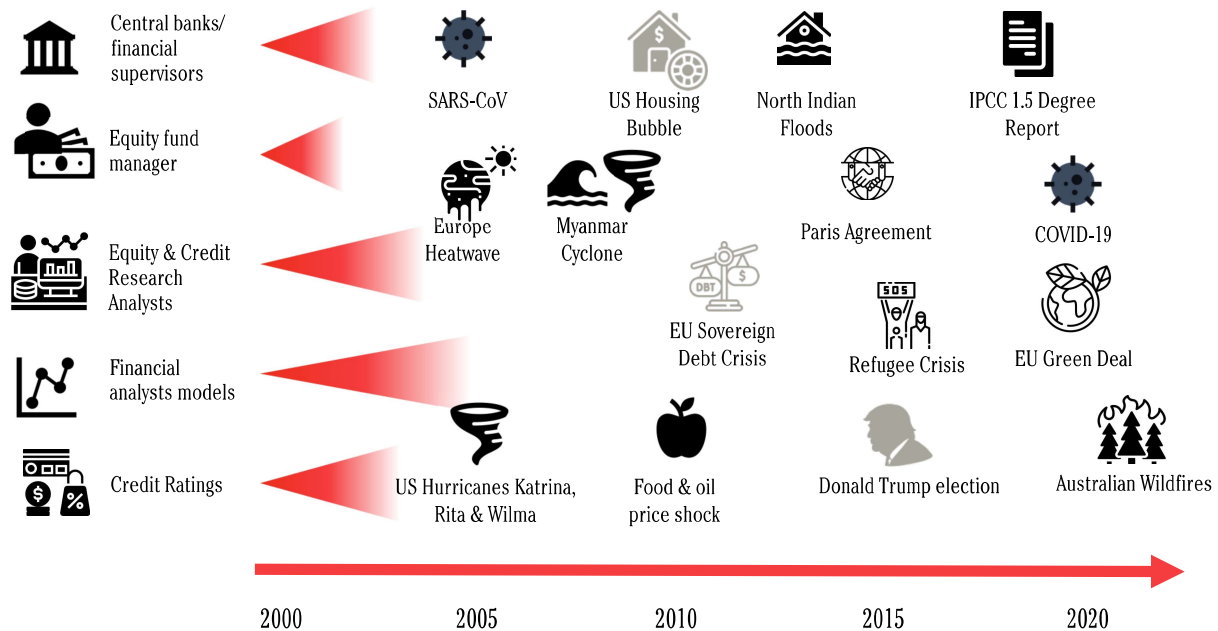 Central banks/
financial
supervisors
$
SARS-CoV
US Housing
Bubble
North Indian
Floods
IPCC 1.5 Degree
Report
Equity fund
manager
Europe
Heatwave
Myanmar
Cyclone
Paris Agreement
COVID-19
Equity & Credit
Research
Analysts
DBT
$
EU Sovereign
Debt Crisis
SOS
Refugee Crisis
EU Green Deal
Financial
analysts models
$
%
Credit Ratings
US Hurricanes Katrina,
Rita & Wilma
Food & oil
price shock
Donald Trump election
Australian Wildfires
2000
2005
2010
2015
2020